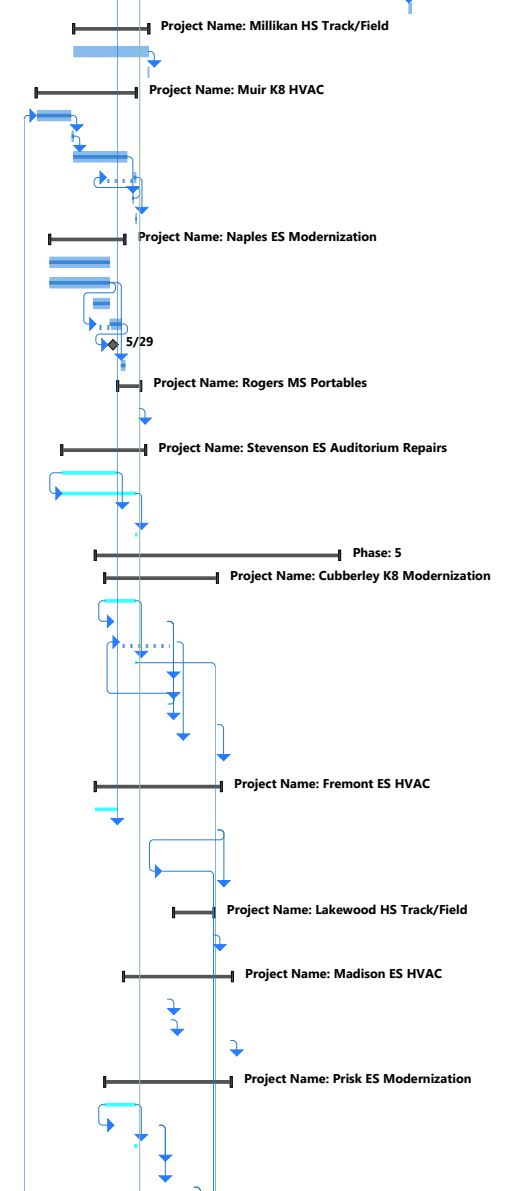 Project Name: Millikan HS Track/Field
Project Name: Muir K8 HVAC
Project Name: Naples ES Modernization
5/29
Project Name: Rogers MS Portables
Project Name: Stevenson ES Auditorium Repairs
Phase: 5
Project Name: Cubberley K8 Modernization
Project Name: Fremont ES HVAC
Project Name: Lakewood HS Track/Field
Project Name: Madison ES HVAC
Project Name: Prisk ES Modernization